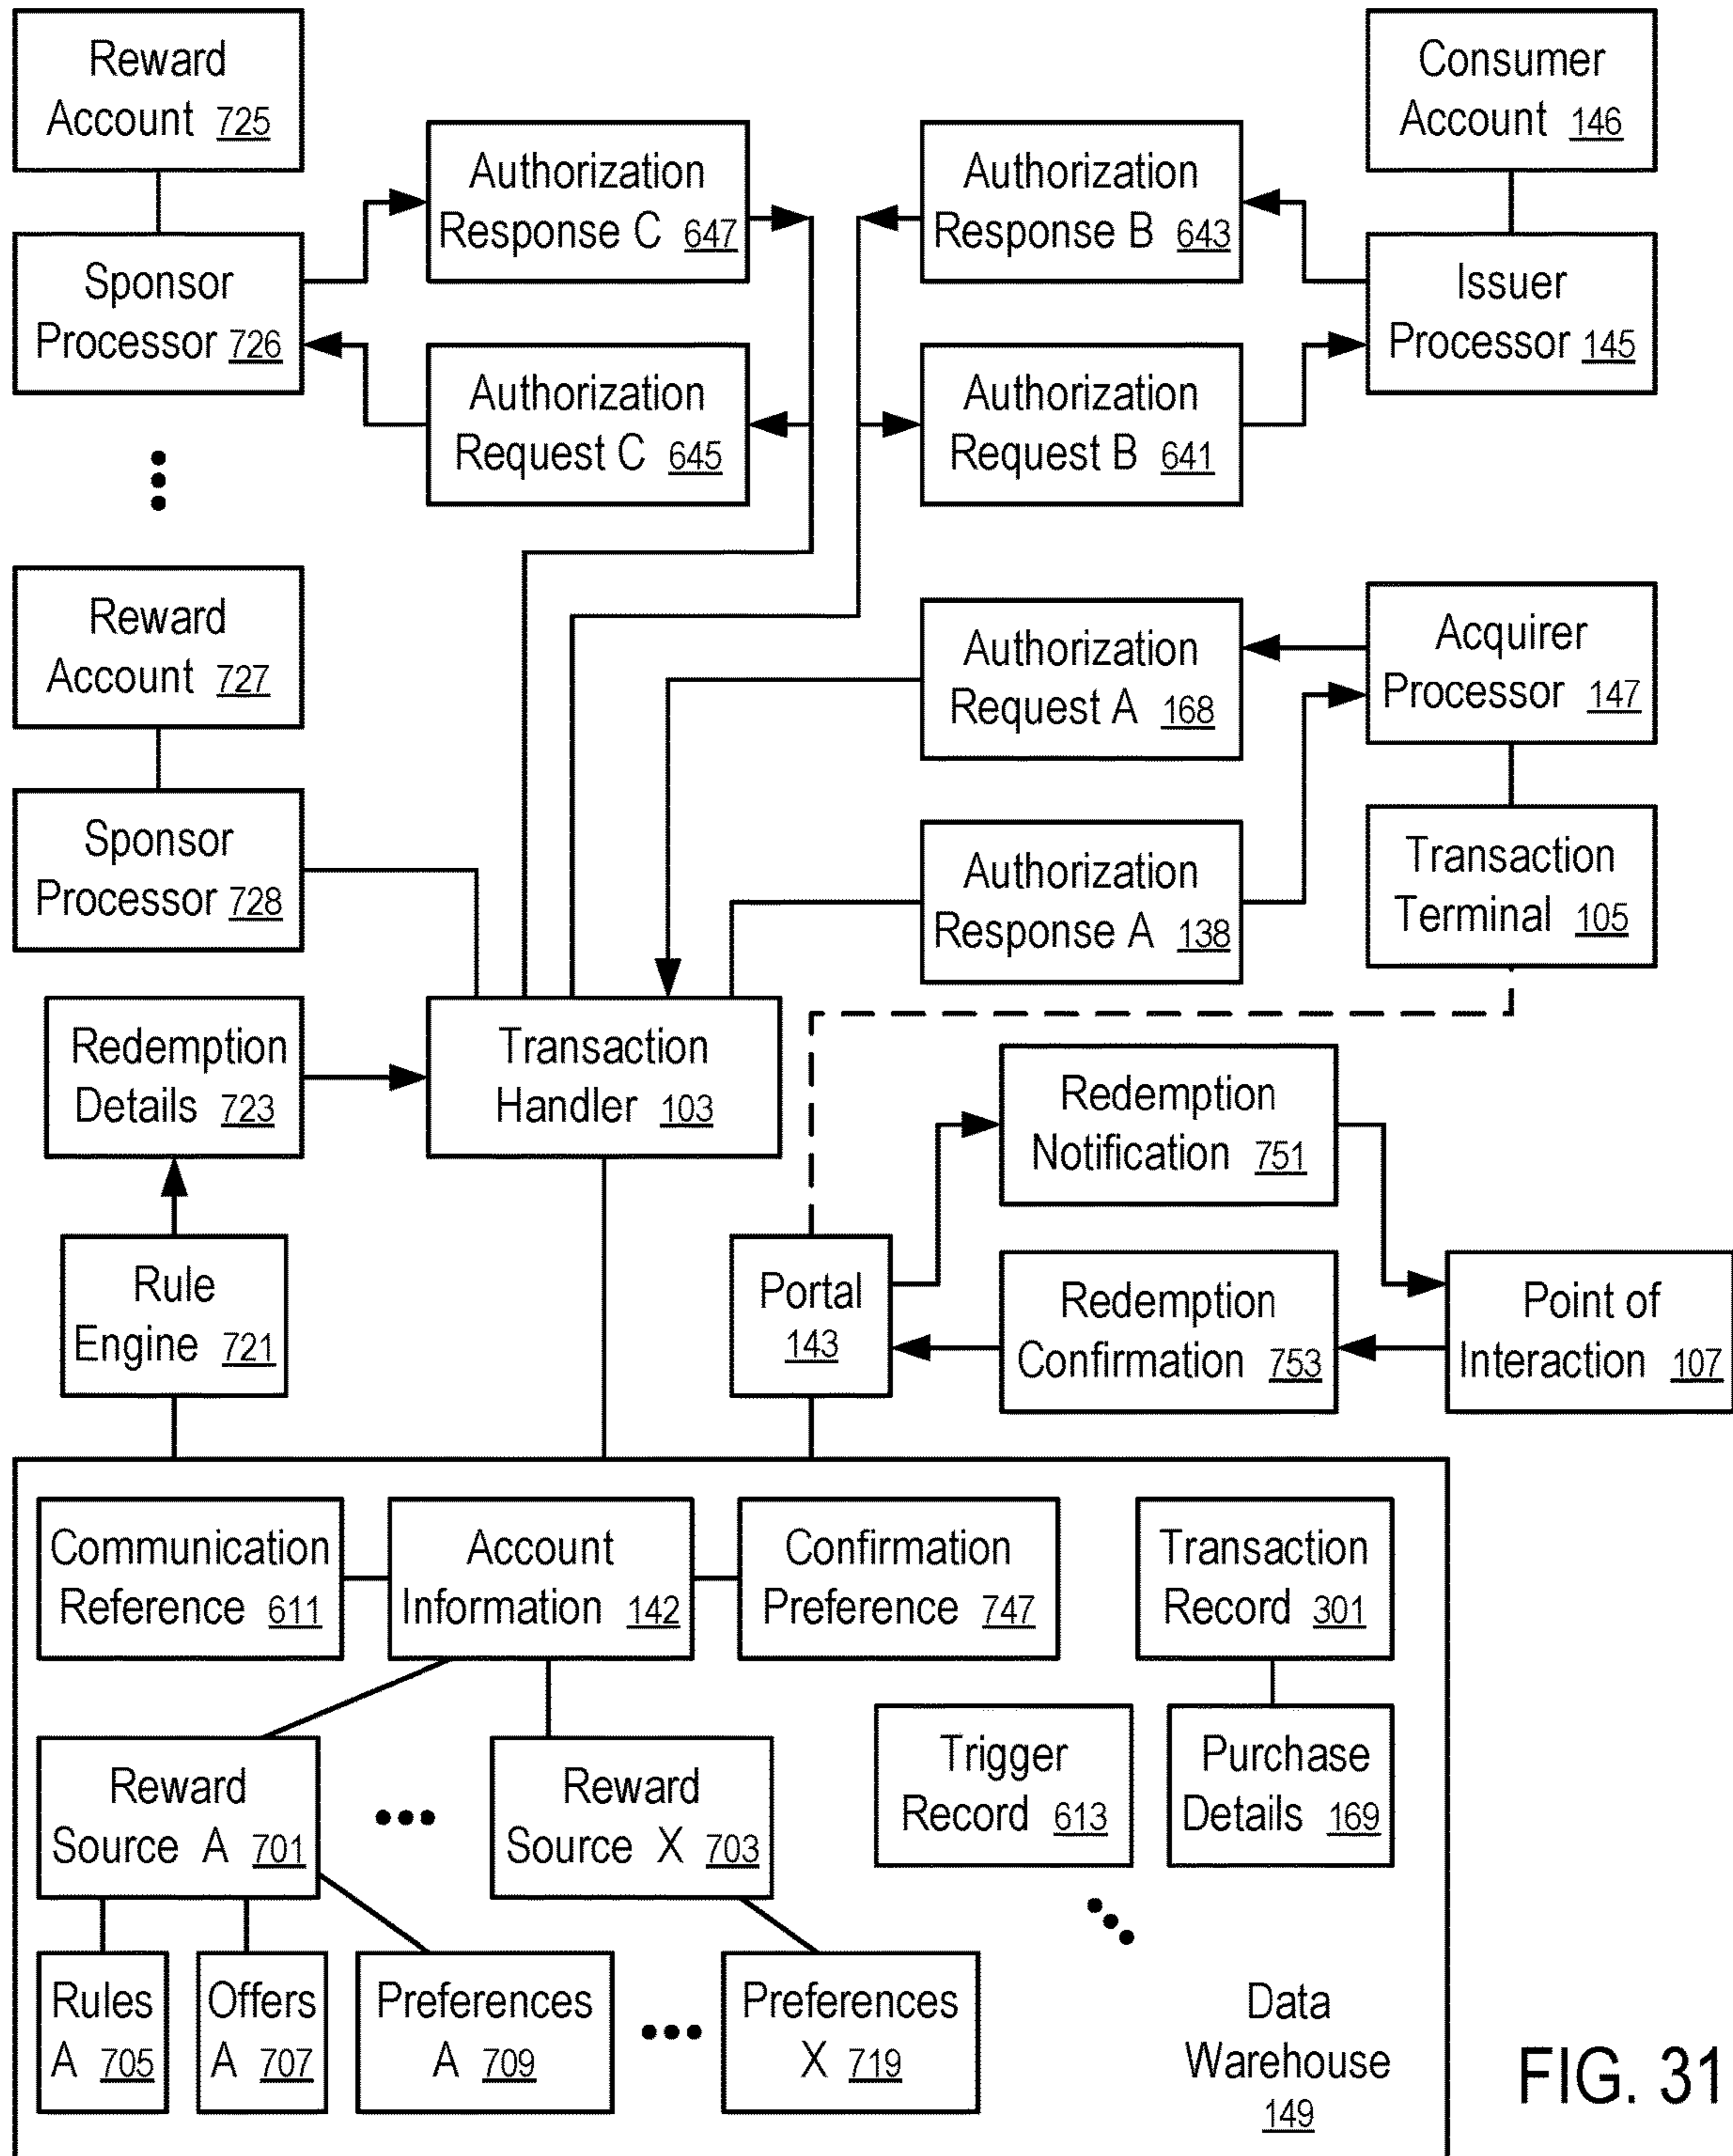 Reward
Account 725
Consumer
Account 146
Authorization
Response C 647
Authorization
Response B 643
Sponsor
Processor 726
Issuer
Processor 145
Authorization
Request C 645
Authorization
Request B 641
Reward
Account 727
Authorization
Request A 168
Acquirer
Processor 147
Sponsor
Processor 728
Authorization
Response A 138
Transaction
Terminal 105
Redemption
Details 723
Transaction
Handler 103
Redemption
Notification 751
Rule
Engine 721
Portal
143
Redemption
Confirmation 753
Point of
Interaction 107
Communication
Reference 611
Account
Information 142
Confirmation
Preference 747
Transaction
Record 301
Reward
Source A 701
Reward
Source X 703
Trigger
Record 613
Purchase
Details 169
Rules
A 705
Offers
A 707
Preferences
A 709
Preferences
X 719
Data
Warehouse
149
FIG. 31